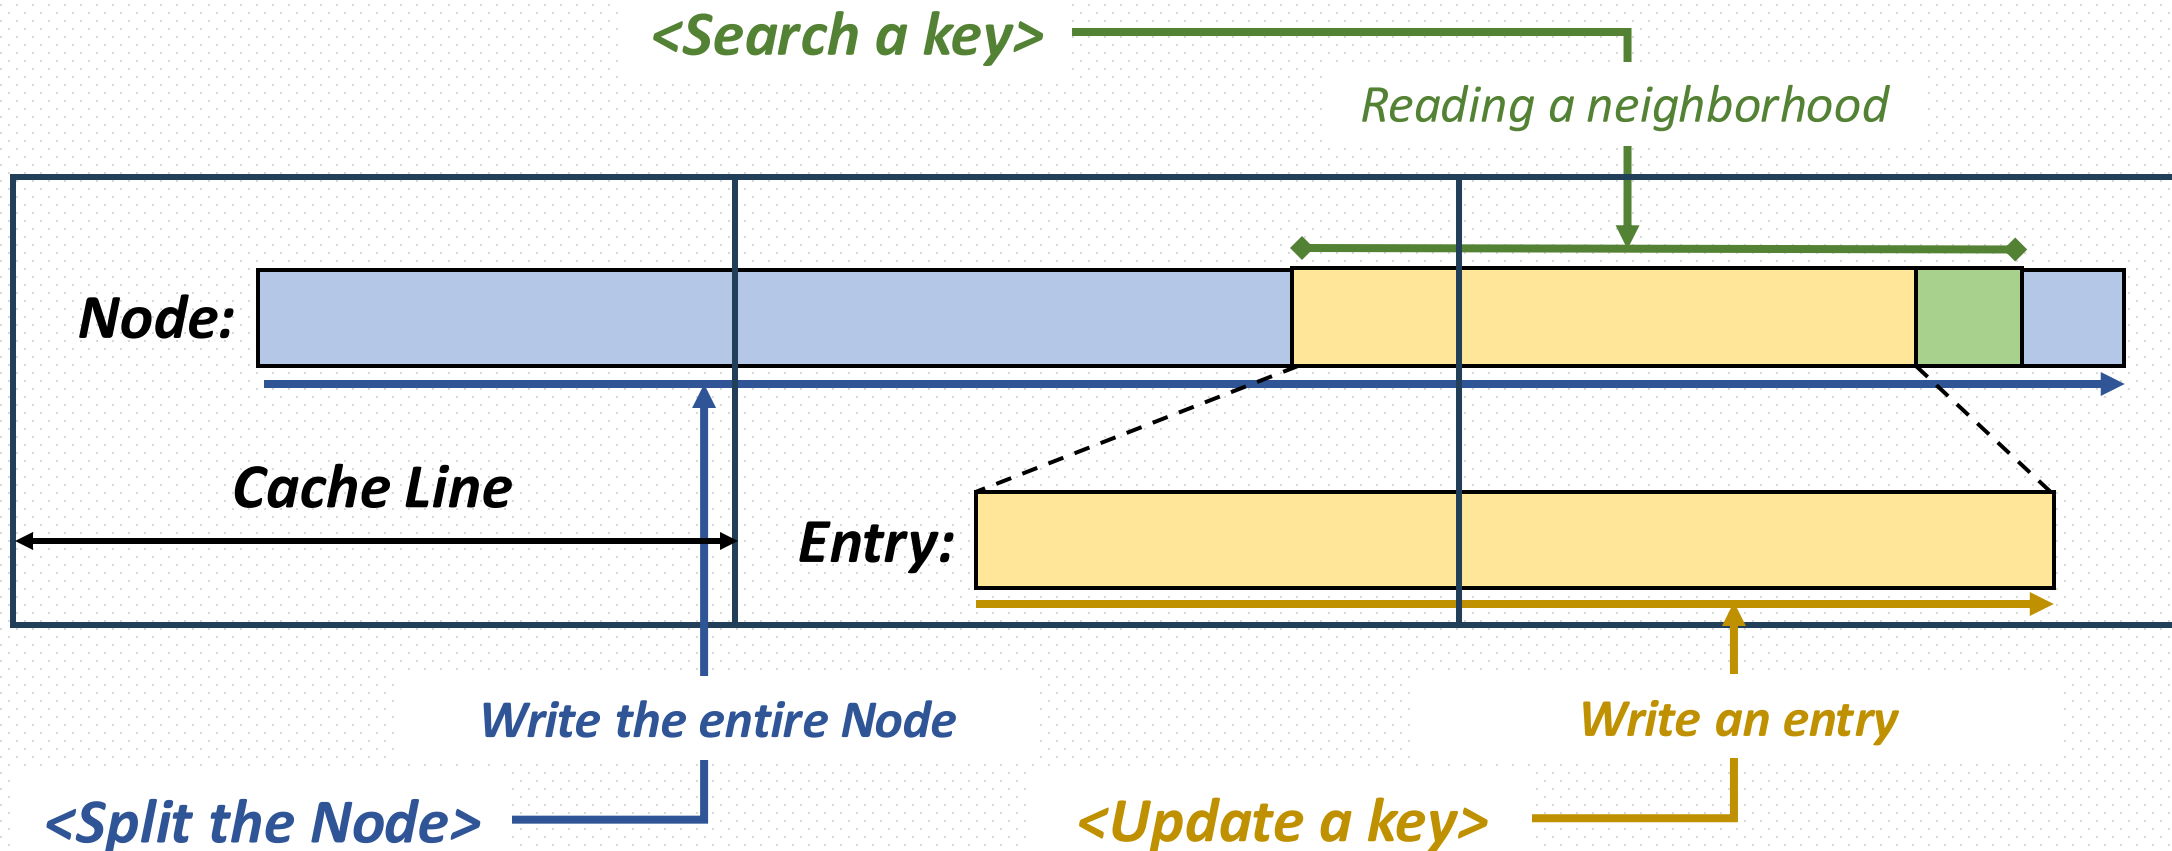 <Search a key>
Reading a neighborhood
Node:
Cache Line
Entry:
Write the entire Node
Write an entry
<Split the Node>
<Update a key>